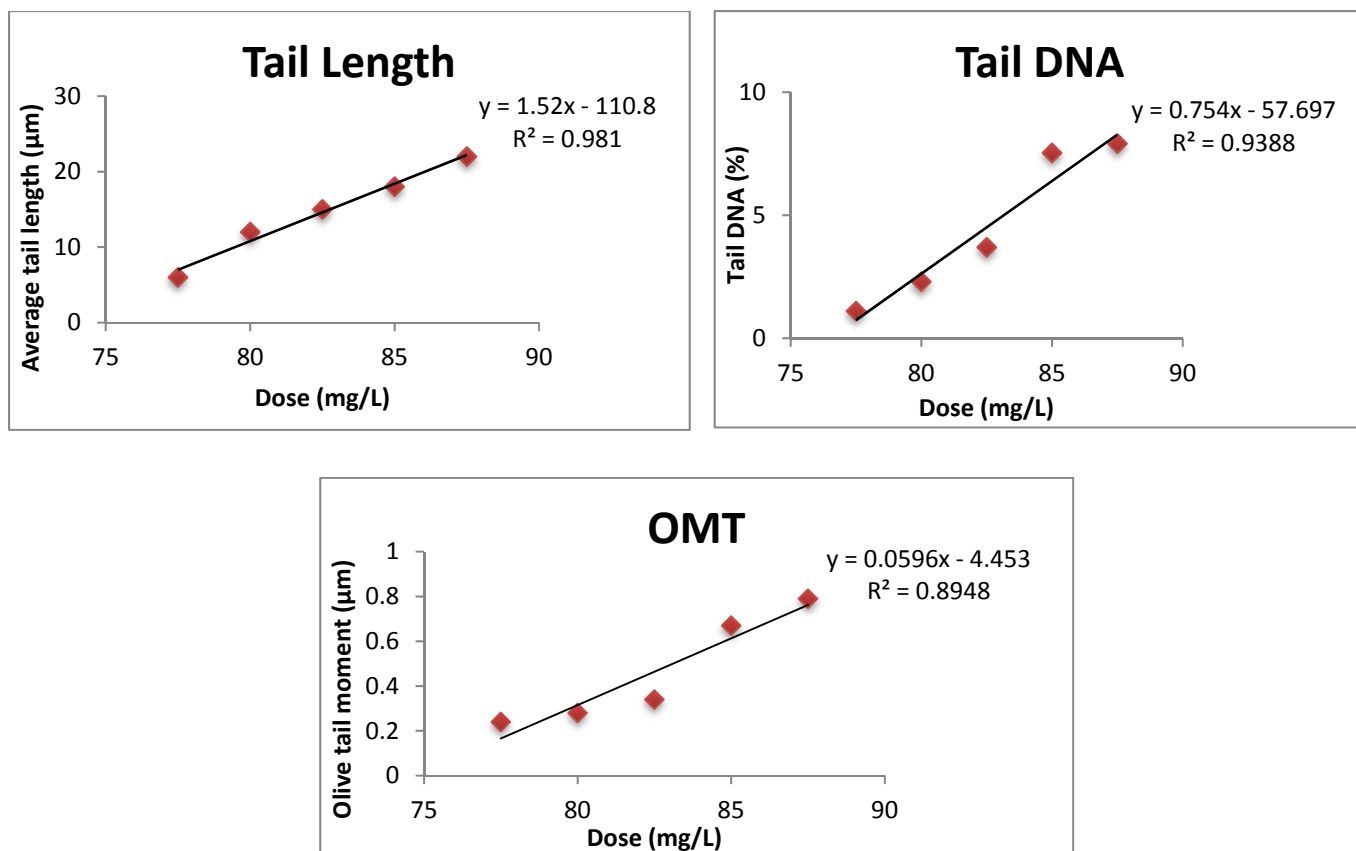 Tail Length
y = 1.52x - 110.8
R² = 0.981
Average tail length (µm)
30
20
10
0
75 80 85 90
Dose (mg/L)
Tail DNA
y = 0.754x - 57.697
R² = 0.9388
Tail DNA (%)
10
5
0
75 80 85 90
Dose (mg/L)
OMT
y = 0.0596x - 4.453
R² = 0.8948
Olive tail moment (µm)
1
0.8
0.6
0.4
0.2
0
75 80 85 90
Dose (mg/L)